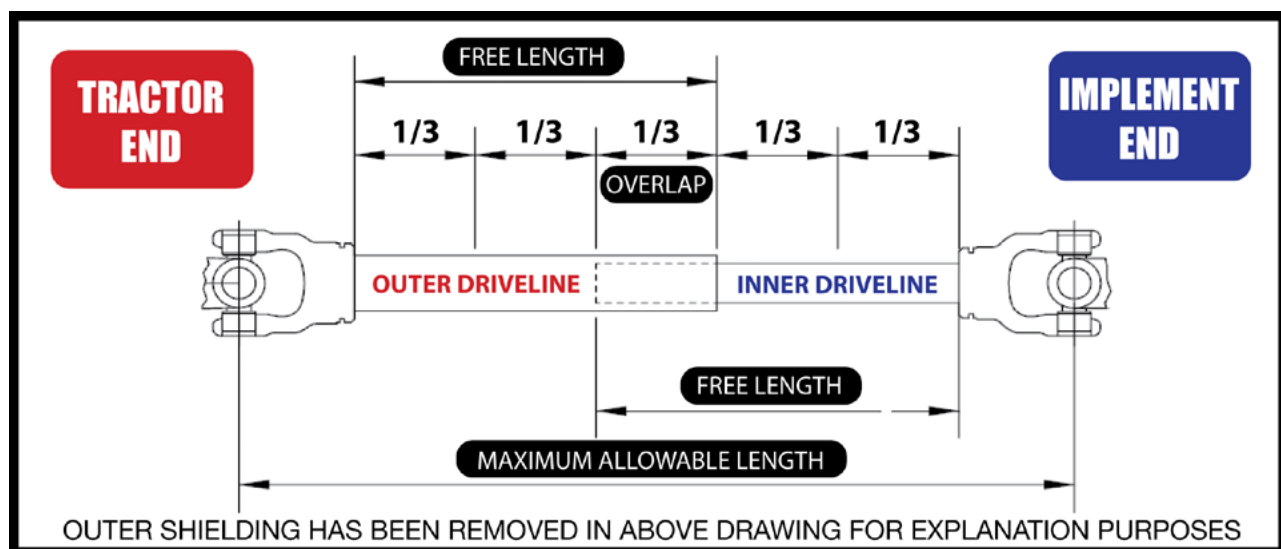 FREE LENGTH
TRACTOR
END
IMPLEMENT
END
1/3 1/3 1/3 1/3 1/3
OVERLAP
OUTER DRIVELINE
INNER DRIVELINE
FREE LENGTH
MAXIMUM ALLOWABLE LENGTH
OUTER SHIELDING HAS BEEN REMOVED IN ABOVE DRAWING FOR EXPLANATION PURPOSES